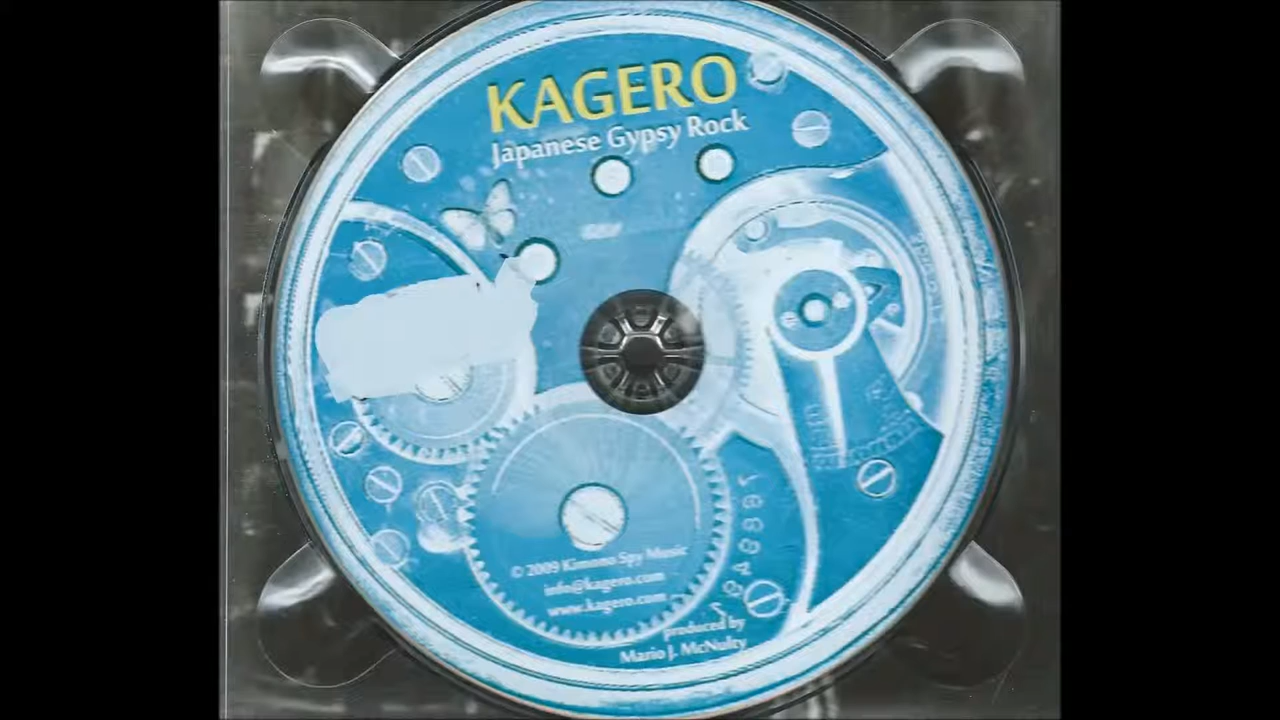 KAGERO
Japanese Gypsy Rock
© 2009 Kimono Spy Music
info@kagero.com
www.kagero.com
produced by
Mario J. McNulty